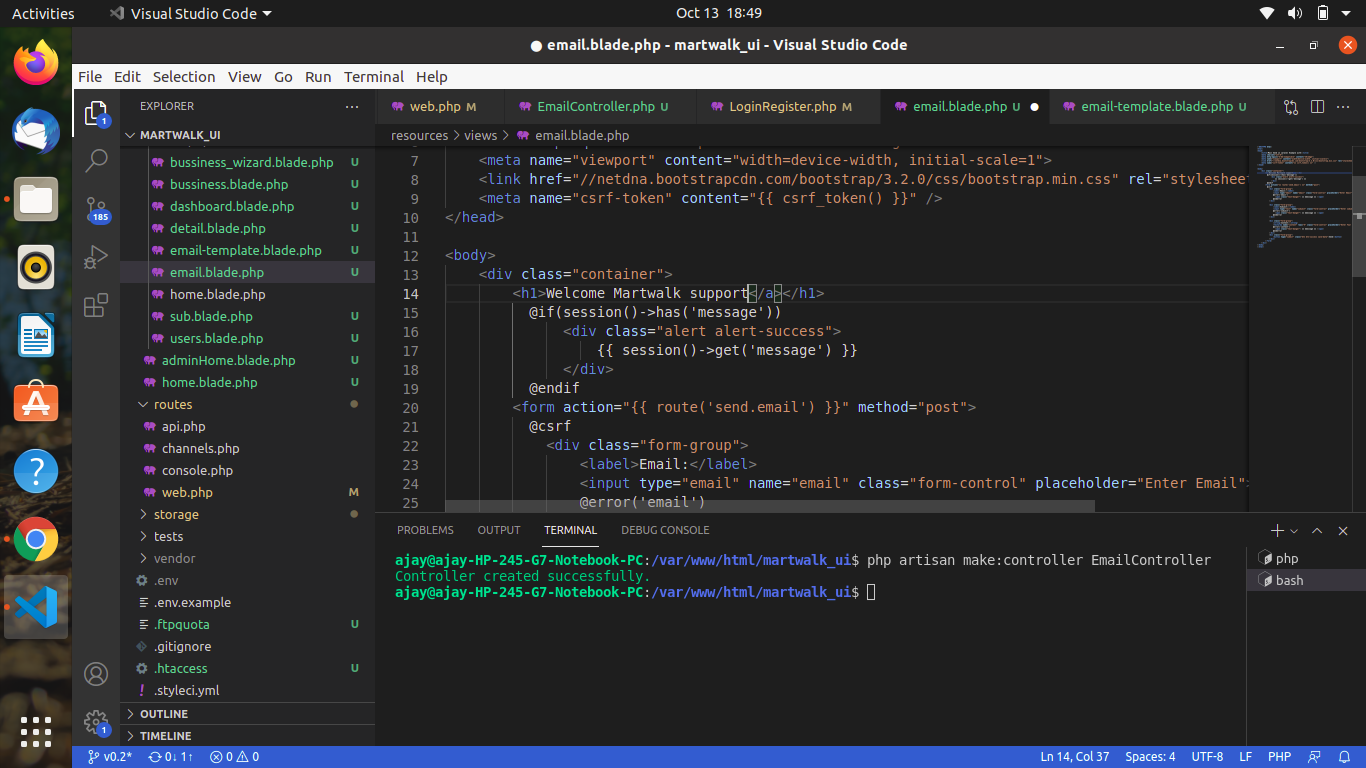 Activities
Visual Studio Code
Oct 13 18:49
email.blade.php - martwalk_ui - Visual Studio Code
File Edit Selection View Go Run Terminal Help
EXPLORER
web.php M
EmailController.php U
LoginRegister.php M
email.blade.php U
email-template.blade.php U
resources > views > email.blade.php
MARTWALK_UI
bussiness_wizard.blade.php U
bussiness.blade.php U
dashboard.blade.php U
detail.blade.php U
email-template.blade.php U
email.blade.php U
home.blade.php
sub.blade.php U
users.blade.php U
adminHome.blade.php U
home.blade.php U
routes
api.php
channels.php
console.php
web.php M
storage
tests
vendor
.env
.env.example
.ftpquota U
.gitignore
.htaccess U
.styleci.yml
OUTLINE
TIMELINE
1
185
1
7 <meta name="viewport" content="width=device-width, initial-scale=1">
8 <link href="//netdna.bootstrapcdn.com/bootstrap/3.2.0/css/bootstrap.min.css" rel="stylesheet
9 <meta name="csrf-token" content="{{ csrf_token() }}" />
10 </head>
11
12 <body>
13 <div class="container">
14 <h1>Welcome Martwalk support</a></h1>
15 @if(session()->has('message'))
16 <div class="alert alert-success">
17 {{ session()->get('message') }}
18 </div>
19 @endif
20 <form action="{{ route('send.email') }}" method="post">
21 @csrf
22 <div class="form-group">
23 <label>Email:</label>
24 <input type="email" name="email" class="form-control" placeholder="Enter Email">
25 @error('email')
PROBLEMS OUTPUT TERMINAL DEBUG CONSOLE
ajay@ajay-HP-245-G7-Notebook-PC:/var/www/html/martwalk_ui$ php artisan make:controller EmailController
Controller created successfully.
ajay@ajay-HP-245-G7-Notebook-PC:/var/www/html/martwalk_ui$
php
bash
v0.2* 0↓ 1↑ 0 0
Ln 14, Col 37 Spaces: 4 UTF-8 LF PHP